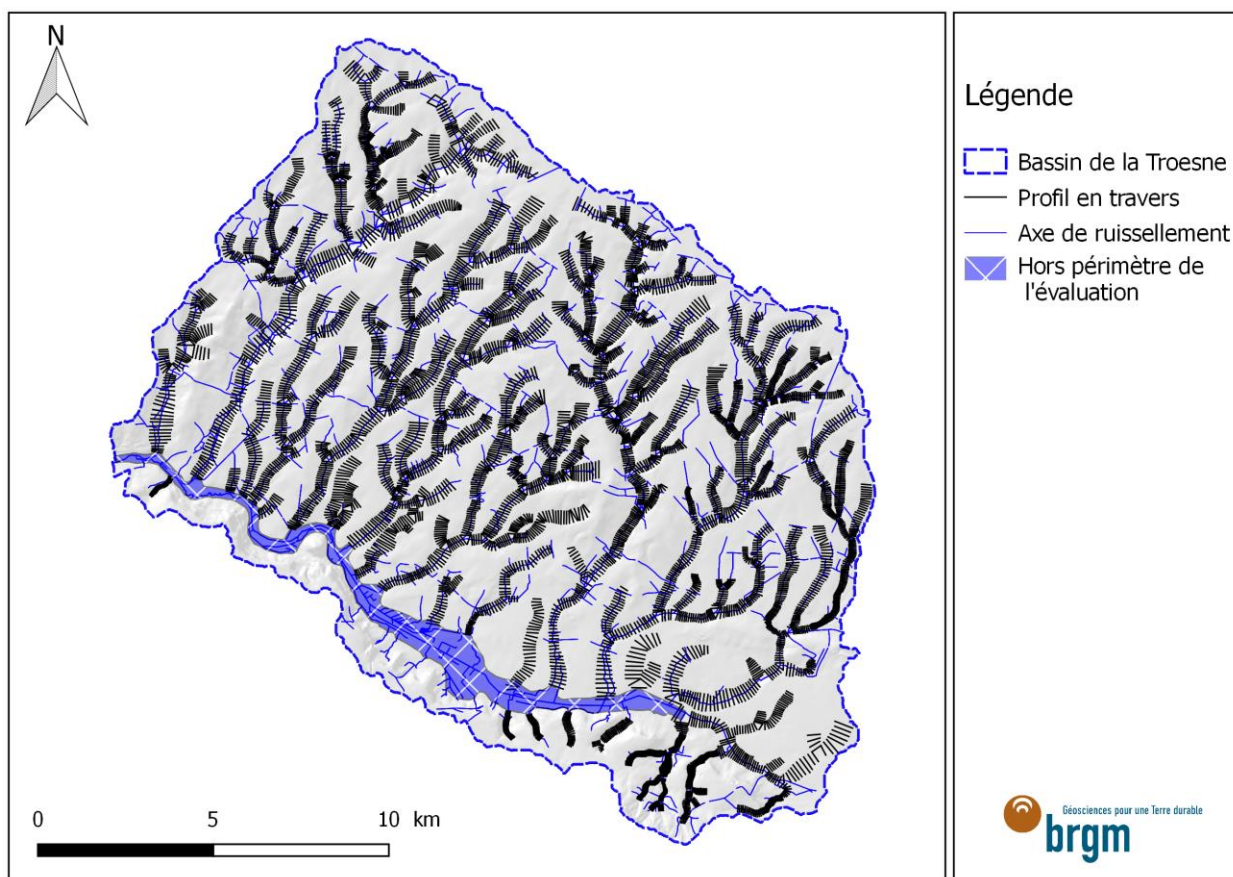 N
0 5 10 km
Légende
Bassin de la Troesne
Profil en travers
Axe de ruissellement
Hors périmètre de
l'évaluation
Géosciences pour une Terre durable
brgm